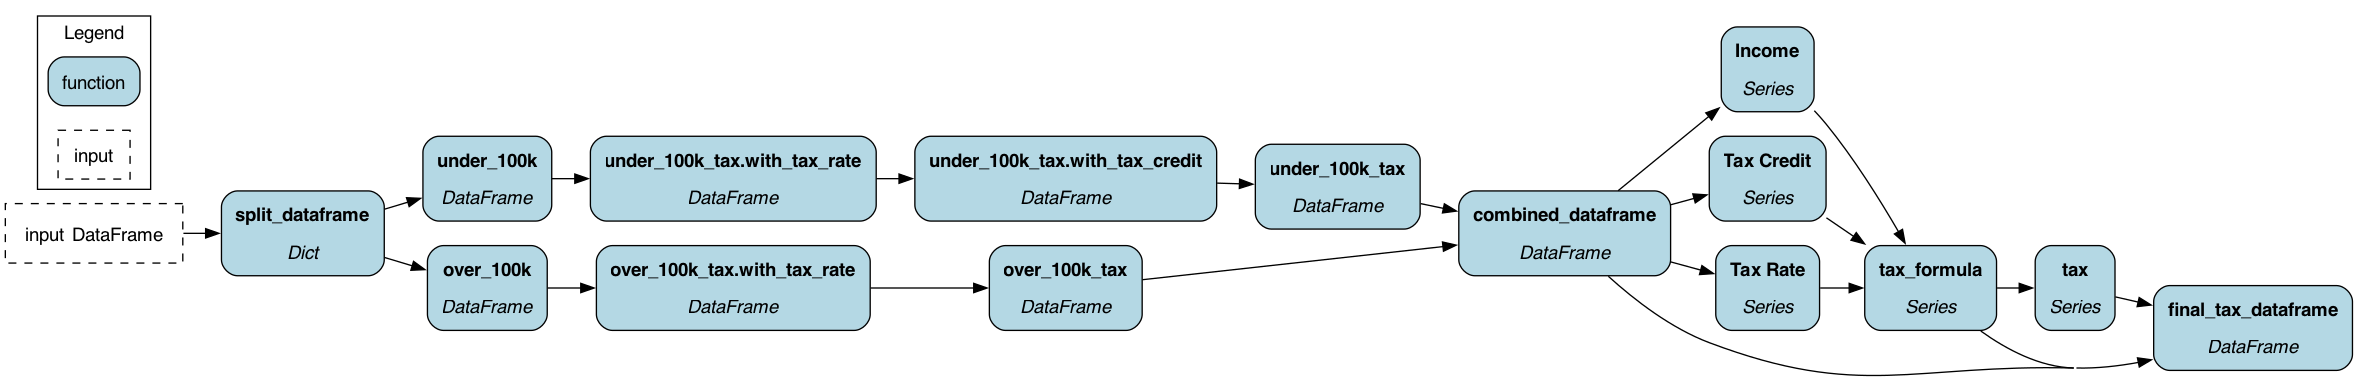 Legend
function
input
input DataFrame
split_dataframe
Dict
under_100k
DataFrame
under_100k_tax.with_tax_rate
DataFrame
under_100k_tax.with_tax_credit
DataFrame
under_100k_tax
DataFrame
over_100k
DataFrame
over_100k_tax.with_tax_rate
DataFrame
over_100k_tax
DataFrame
combined_dataframe
DataFrame
Income
Series
Tax Credit
Series
Tax Rate
Series
tax_formula
Series
tax
Series
final_tax_dataframe
DataFrame